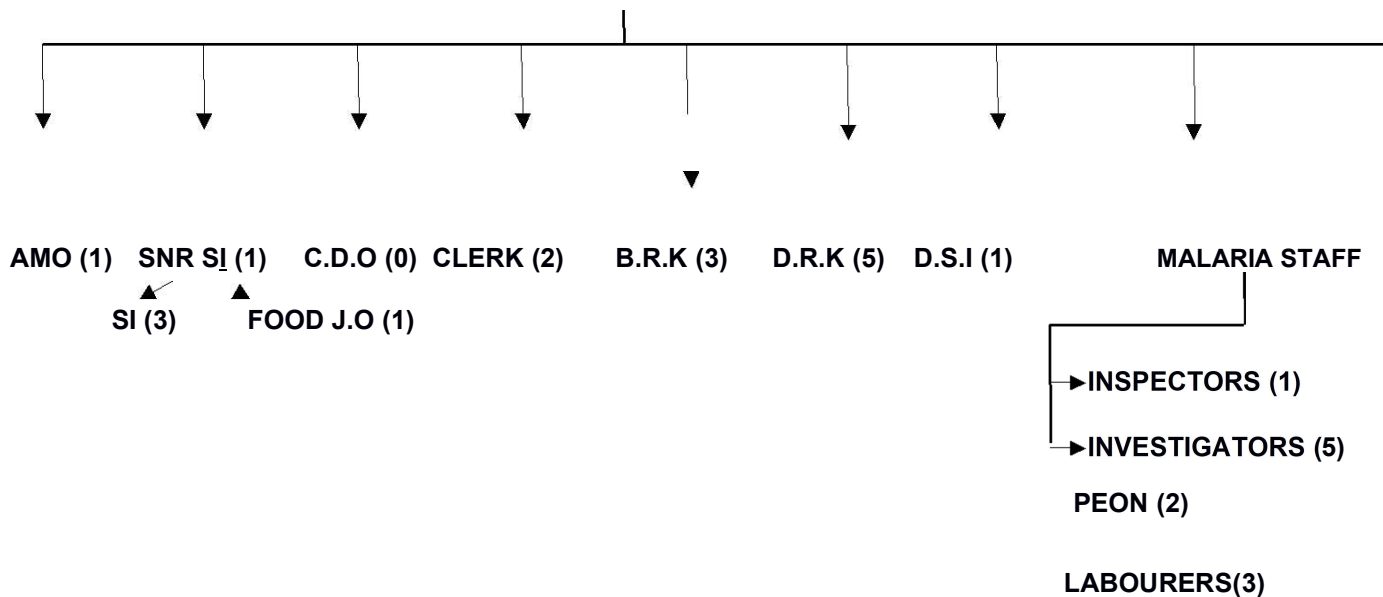 AMO (1) SNR SI (1) C.D.O (0) CLERK (2) B.R.K (3) D.R.K (5) D.S.I (1) MALARIA STAFF
SI (3) FOOD J.O (1)
INSPECTORS (1)
INVESTIGATORS (5)
PEON (2)
LABOURERS(3)